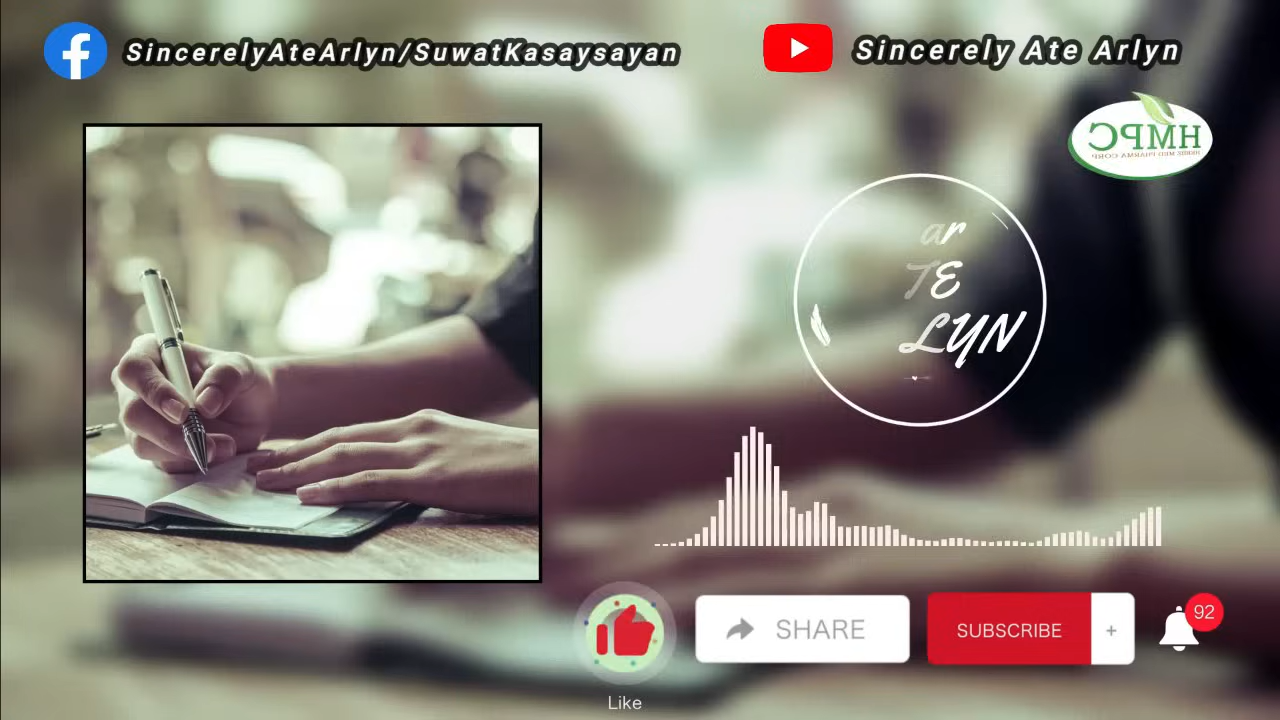 SincerelyAteArlyn/SuwatKasaysayan
Sincerely Ate Arlyn
HMPC
ar
TE
LYN
SHARE
SUBSCRIBE
+
92
Like